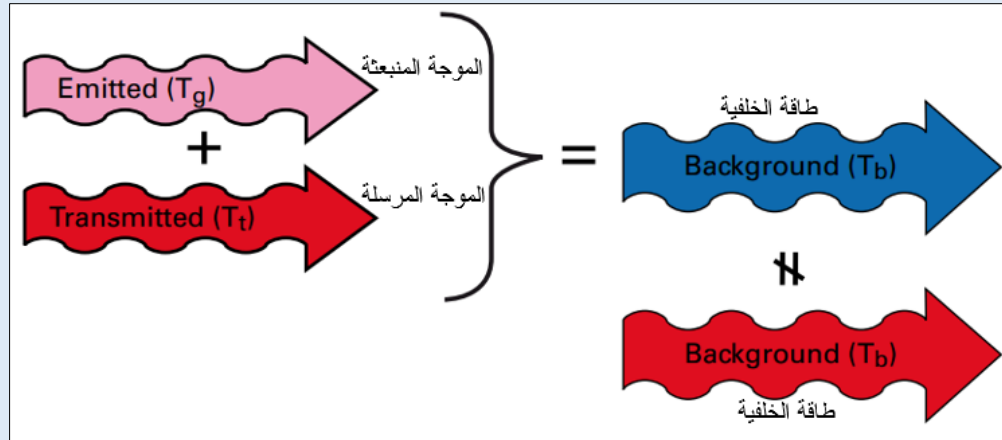 الموجة المنبعثة
Emitted (Tg)
+
الموجة المرسلة
Transmitted (Tt)
=
طاقة الخلفية
Background (Tb)
≠
Background (Tb)
طاقة الخلفية